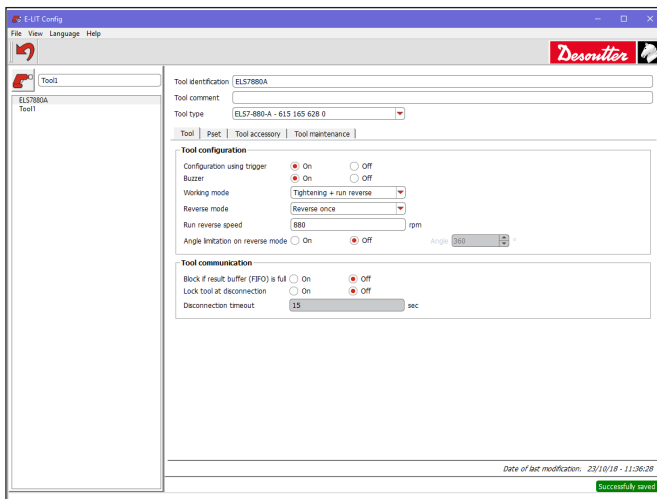 E-LIT Config
File View Language Help
Desoutter
Tool1
ELS7880A
Tool1
Tool identification ELS7880A
Tool comment
Tool type ELS7-880-A - 615 165 628 0
Tool Pset Tool accessory Tool maintenance
Tool configuration
Configuration using trigger On Off
Buzzer On Off
Working mode Tightening + run reverse
Reverse mode Reverse once
Run reverse speed 880 rpm
Angle limitation on reverse mode On Off Angle 360 °
Tool communication
Block if result buffer (FIFO) is full On Off
Lock tool at disconnection On Off
Disconnection timeout 15 sec
Date of last modification: 23/10/18 - 11:36:28
Successfully saved